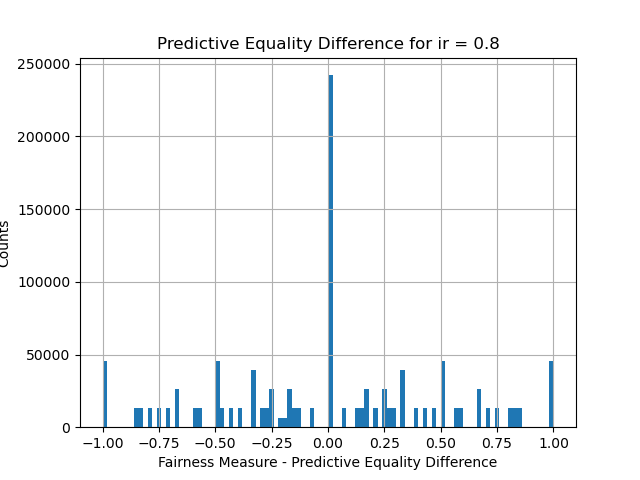 Predictive Equality Difference for ir = 0.8
250000
200000
150000
100000
50000
0
Counts
−1.00 −0.75 −0.50 −0.25 0.00 0.25 0.50 0.75 1.00
Fairness Measure - Predictive Equality Difference